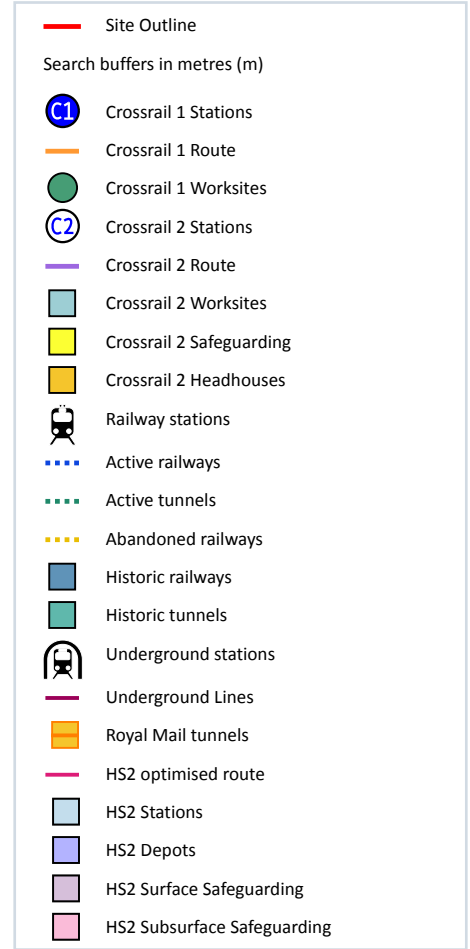 Site Outline
Search buffers in metres (m)
C1 Crossrail 1 Stations
Crossrail 1 Route
Crossrail 1 Worksites
C2 Crossrail 2 Stations
Crossrail 2 Route
Crossrail 2 Worksites
Crossrail 2 Safeguarding
Crossrail 2 Headhouses
Railway stations
Active railways
Active tunnels
Abandoned railways
Historic railways
Historic tunnels
Underground stations
Underground Lines
Royal Mail tunnels
HS2 optimised route
HS2 Stations
HS2 Depots
HS2 Surface Safeguarding
HS2 Subsurface Safeguarding